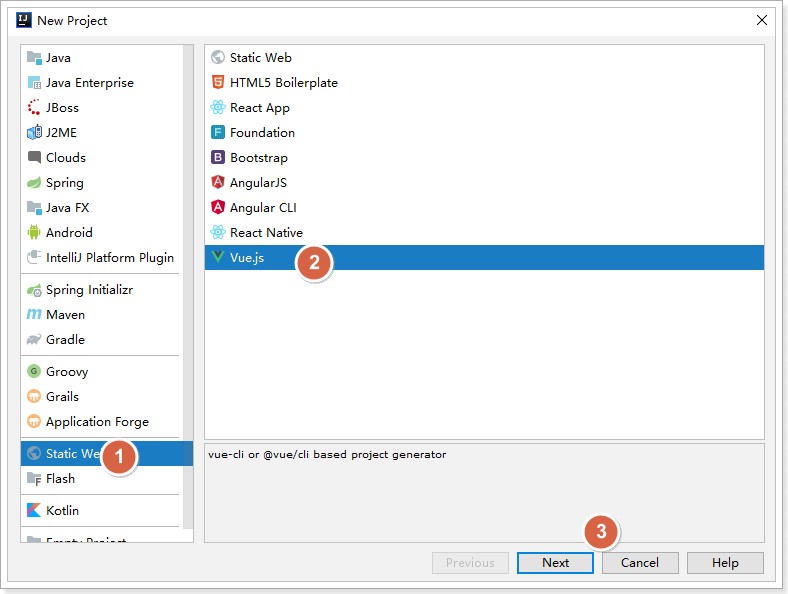 New Project
Java
Java Enterprise
JBoss
J2ME
Clouds
Spring
Java FX
Android
IntelliJ Platform Plugin
Spring Initializr
Maven
Gradle
Groovy
Grails
Application Forge
Static We
1
Flash
Kotlin
Empty Project
Static Web
HTML5 Boilerplate
React App
Foundation
Bootstrap
AngularJS
Angular CLI
React Native
Vue.js
2
vue-cli or @vue/cli based project generator
3
Previous
Next
Cancel
Help